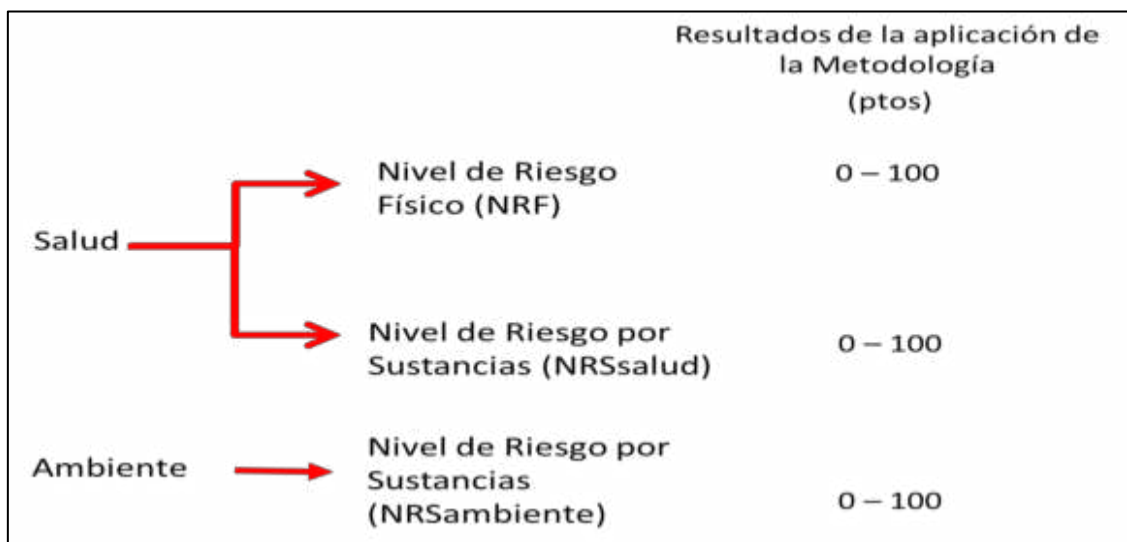 Resultados de la aplicación de
la Metodología
(ptos)
Nivel de Riesgo
Físico (NRF)
0 – 100
Salud
Nivel de Riesgo por
Sustancias (NRSsalud)
0 – 100
Ambiente
Nivel de Riesgo por
Sustancias
(NRSambiente)
0 – 100